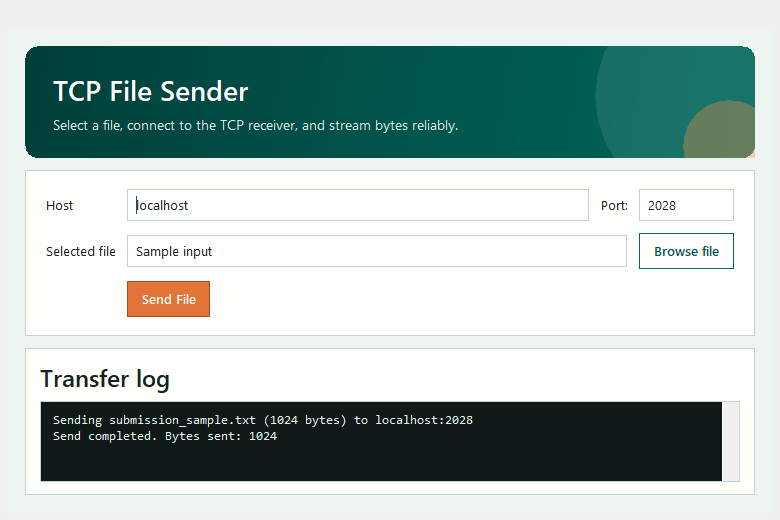 TCP File Sender
Select a file, connect to the TCP receiver, and stream bytes reliably.
Host localhost Port: 2028
Selected file Sample input Browse file
Send File
Transfer log
Sending submission_sample.txt (1024 bytes) to localhost:2028
Send completed. Bytes sent: 1024